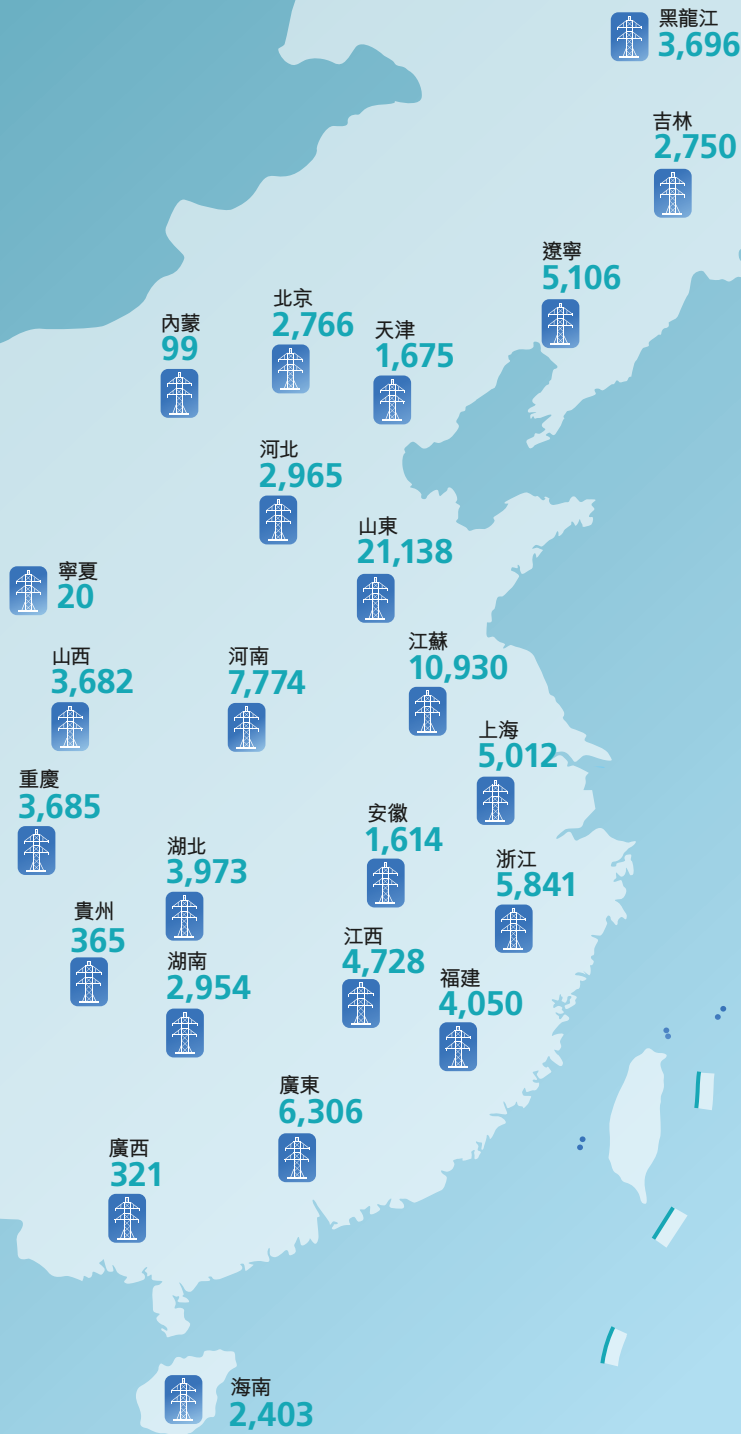 黑龍江
3,696
吉林
2,750
遼寧
5,106
北京
2,766
內蒙
99
天津
1,675
河北
2,965
山東
21,138
寧夏
20
江蘇
10,930
山西
3,682
河南
7,774
上海
5,012
重慶
3,685
安徽
1,614
湖北
3,973
浙江
5,841
貴州
365
江西
4,728
湖南
2,954
福建
4,050
廣東
6,306
廣西
321
海南
2,403